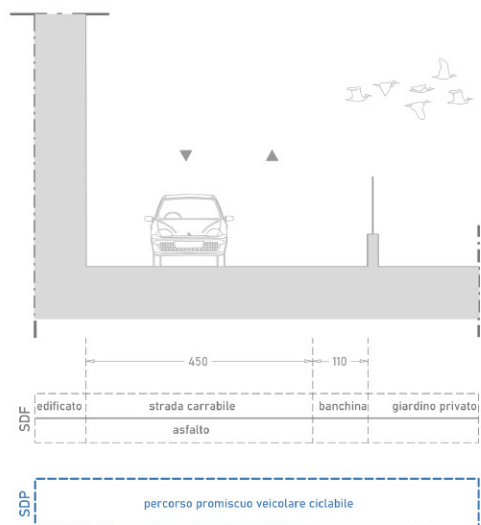 450
110
SDF
edificato
strada carrabile
banchina
giardino privato
asfalto
SDP
percorso promiscuo veicolare ciclabile